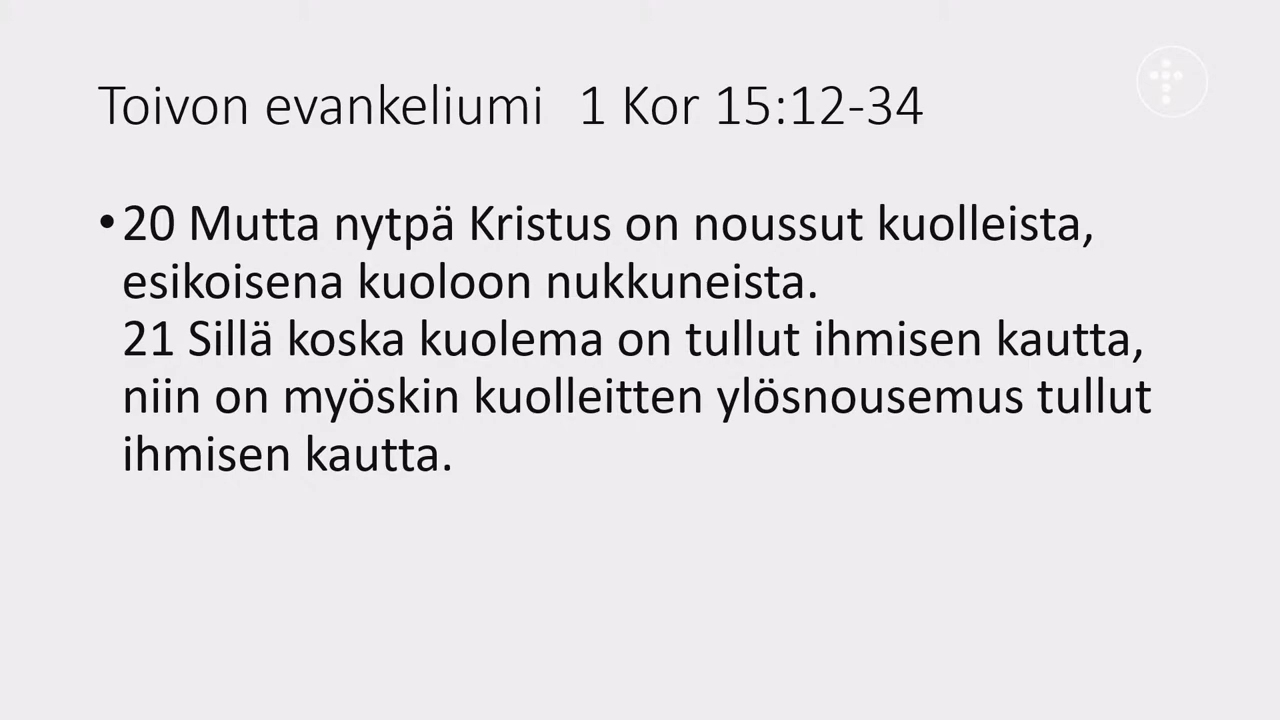 Toivon evankeliumi 1 Kor 15:12-34
•20 Mutta nytpä Kristus on noussut kuolleista,
esikoisena kuoloon nukkuneista.
21 Sillä koska kuolema on tullut ihmisen kautta,
niin on myöskin kuolleitten ylösnousemus tullut
ihmisen kautta.